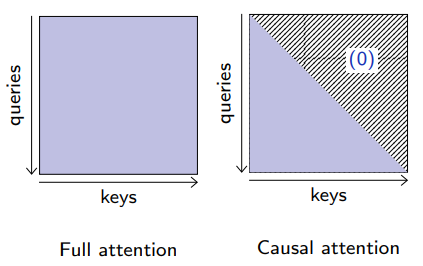 queries
keys
Full attention
queries
(0)
keys
Causal attention